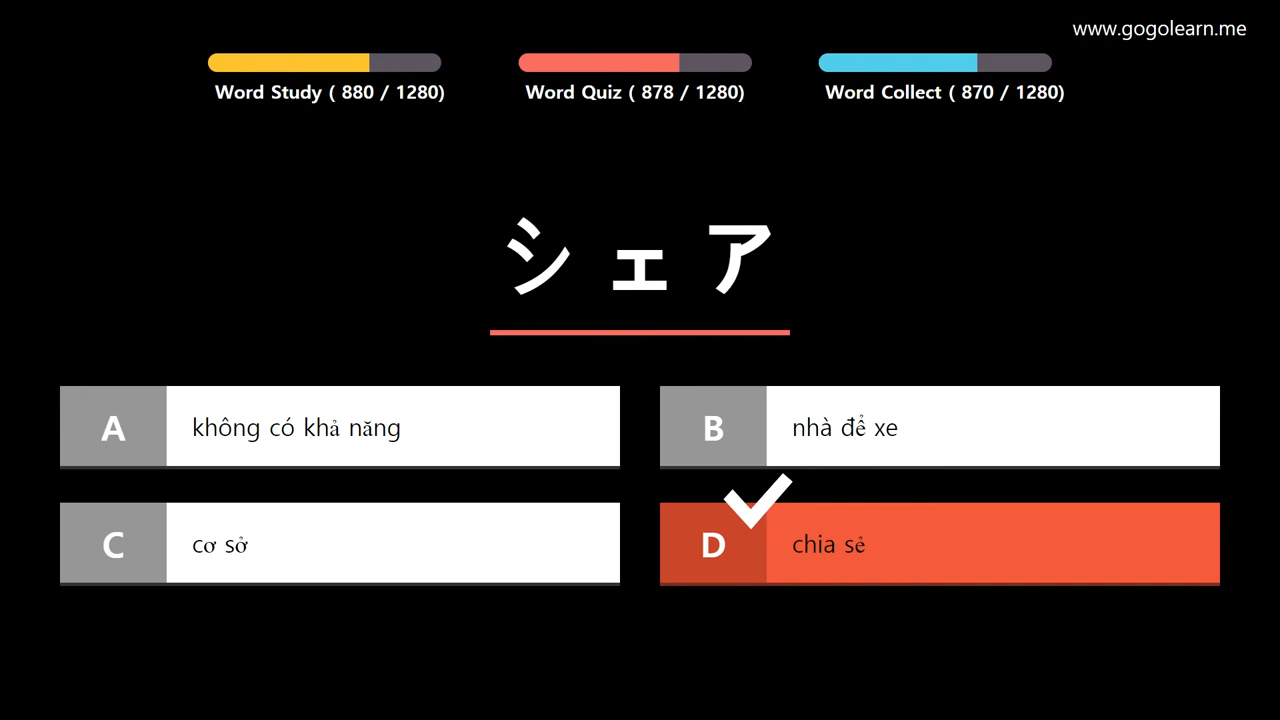 www.gogolearn.me
Word Study ( 880 / 1280)
Word Quiz ( 878 / 1280)
Word Collect ( 870 / 1280)
シェア
A không có khả năng
B nhà để xe
C cơ sở
D chia sẻ